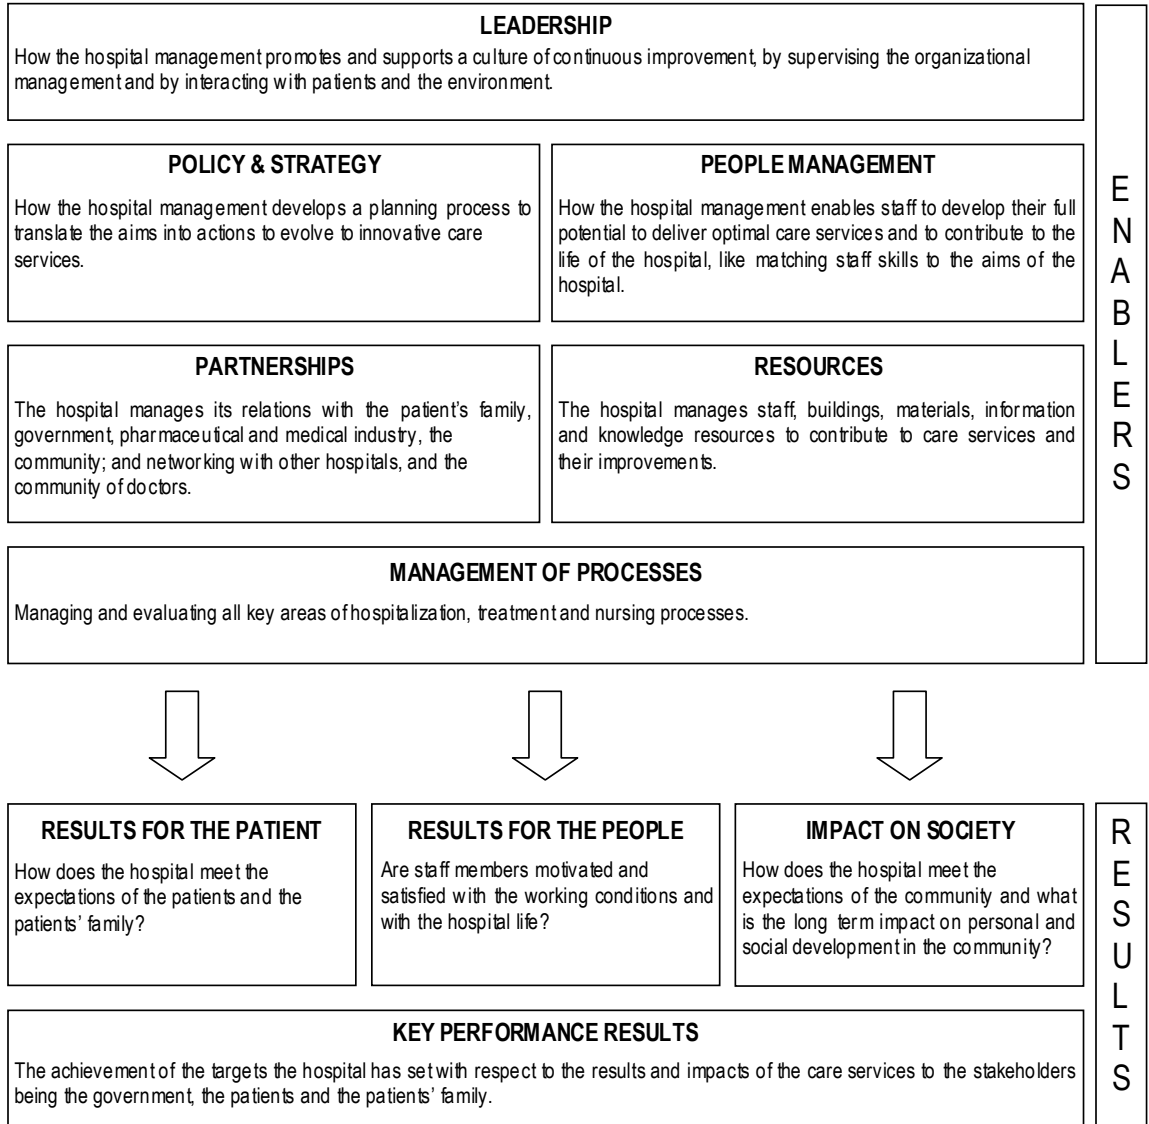 LEADERSHIP
How the hospital management promotes and supports a culture of continuous improvement, by supervising the organizational
management and by interacting with patients and the environment.
POLICY & STRATEGY
How the hospital management develops a planning process to
translate the aims into actions to evolve to innovative care
services.
PEOPLE MANAGEMENT
How the hospital management enables staff to develop their full
potential to deliver optimal care services and to contribute to the
life of the hospital, like matching staff skills to the aims of the
hospital.
PARTNERSHIPS
The hospital manages its relations with the patient's family,
government, pharmaceutical and medical industry, the
community; and networking with other hospitals, and the
community of doctors.
RESOURCES
The hospital manages staff, buildings, materials, information
and knowledge resources to contribute to care services and
their improvements.
MANAGEMENT OF PROCESSES
Managing and evaluating all key areas of hospitalization, treatment and nursing processes.
ENABLERS
RESULTS FOR THE PATIENT
How does the hospital meet the
expectations of the patients and the
patients' family?
RESULTS FOR THE PEOPLE
Are staff members motivated and
satisfied with the working conditions and
with the hospital life?
IMPACT ON SOCIETY
How does the hospital meet the
expectations of the community and what
is the long term impact on personal and
social development in the community?
KEY PERFORMANCE RESULTS
The achievement of the targets the hospital has set with respect to the results and impacts of the care services to the stakeholders
being the government, the patients and the patients' family.
RESULTS